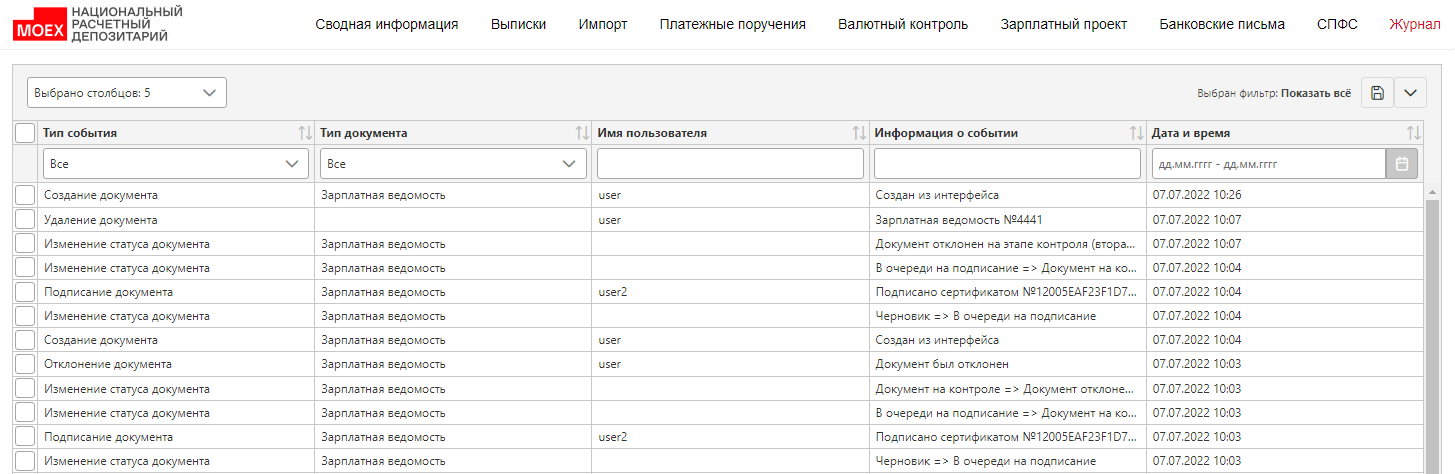 MOEX НАЦИОНАЛЬНЫЙ РАСЧЕТНЫЙ ДЕПОЗИТАРИЙ
Сводная информация Выписки Импорт Платежные поручения Валютный контроль Зарплатный проект Банковские письма СПФС Журнал
Выбрано столбцов: 5 Выбран фильтр: Показать всё
Тип события Тип документа Имя пользователя Информация о событии Дата и время
Все Все дд.мм.гггг - дд.мм.гггг
Создание документа Зарплатная ведомость user Создан из интерфейса 07.07.2022 10:26
Удаление документа user Зарплатная ведомость №4441 07.07.2022 10:07
Изменение статуса документа Зарплатная ведомость Документ отклонен на этапе контроля (втора... 07.07.2022 10:07
Изменение статуса документа Зарплатная ведомость В очереди на подписание => Документ на ко... 07.07.2022 10:04
Подписание документа Зарплатная ведомость user2 Подписано сертификатом №12005EAF23F1D7... 07.07.2022 10:04
Изменение статуса документа Зарплатная ведомость Черновик => В очереди на подписание 07.07.2022 10:04
Создание документа Зарплатная ведомость user Создан из интерфейса 07.07.2022 10:04
Отклонение документа Зарплатная ведомость user Документ был отклонен 07.07.2022 10:03
Изменение статуса документа Зарплатная ведомость Документ на контроле => Документ отклоне... 07.07.2022 10:03
Изменение статуса документа Зарплатная ведомость В очереди на подписание => Документ на ко... 07.07.2022 10:03
Подписание документа Зарплатная ведомость user2 Подписано сертификатом №12005EAF23F1D7... 07.07.2022 10:03
Изменение статуса документа Зарплатная ведомость Черновик => В очереди на подписание 07.07.2022 10:03